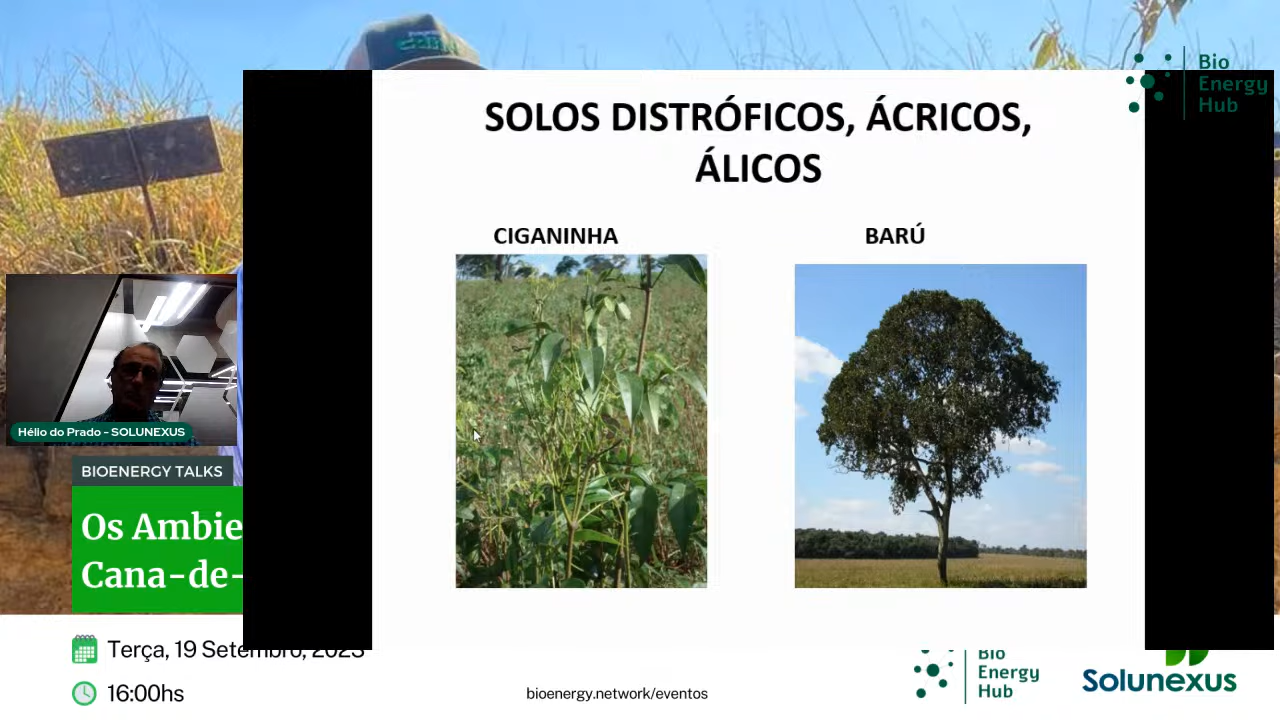 Bio
Energy
Hub
SOLOS DISTRÓFICOS, ÁCRICOS,
ÁLICOS
CIGANINHA
BARÚ
Hélio do Prado - SOLUNEXUS
BIOENERGY TALKS
Os Ambie
Cana-de-
Terça, 19 Setembro, 2023
16:00hs
bioenergy.network/eventos
Bio
Energy
Hub
Solunexus